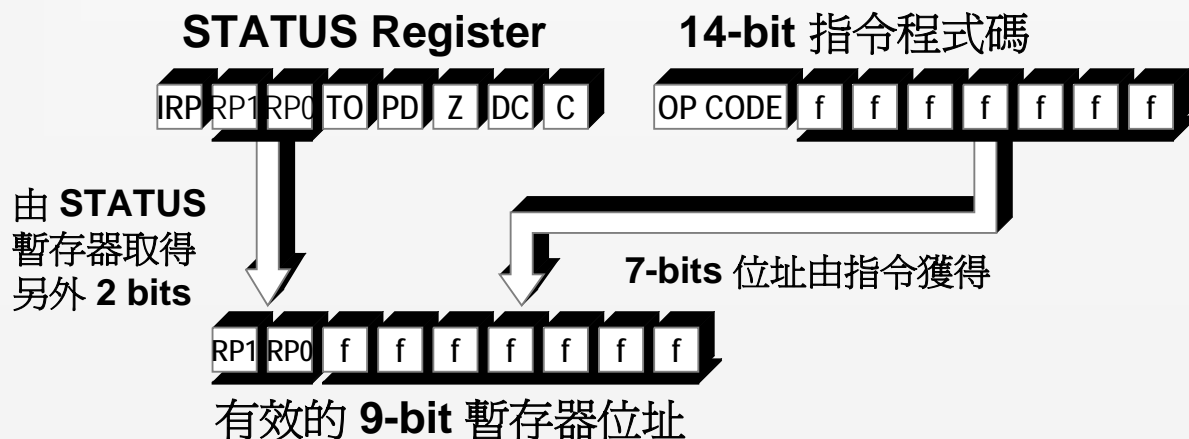 STATUS Register
14-bit 指令程式碼
IRP RP1 RP0 TO PD Z DC C
OP CODE f f f f f f f
由 STATUS
暫存器取得
另外 2 bits
7-bits 位址由指令獲得
RP1 RP0 f f f f f f f
有效的 9-bit 暫存器位址